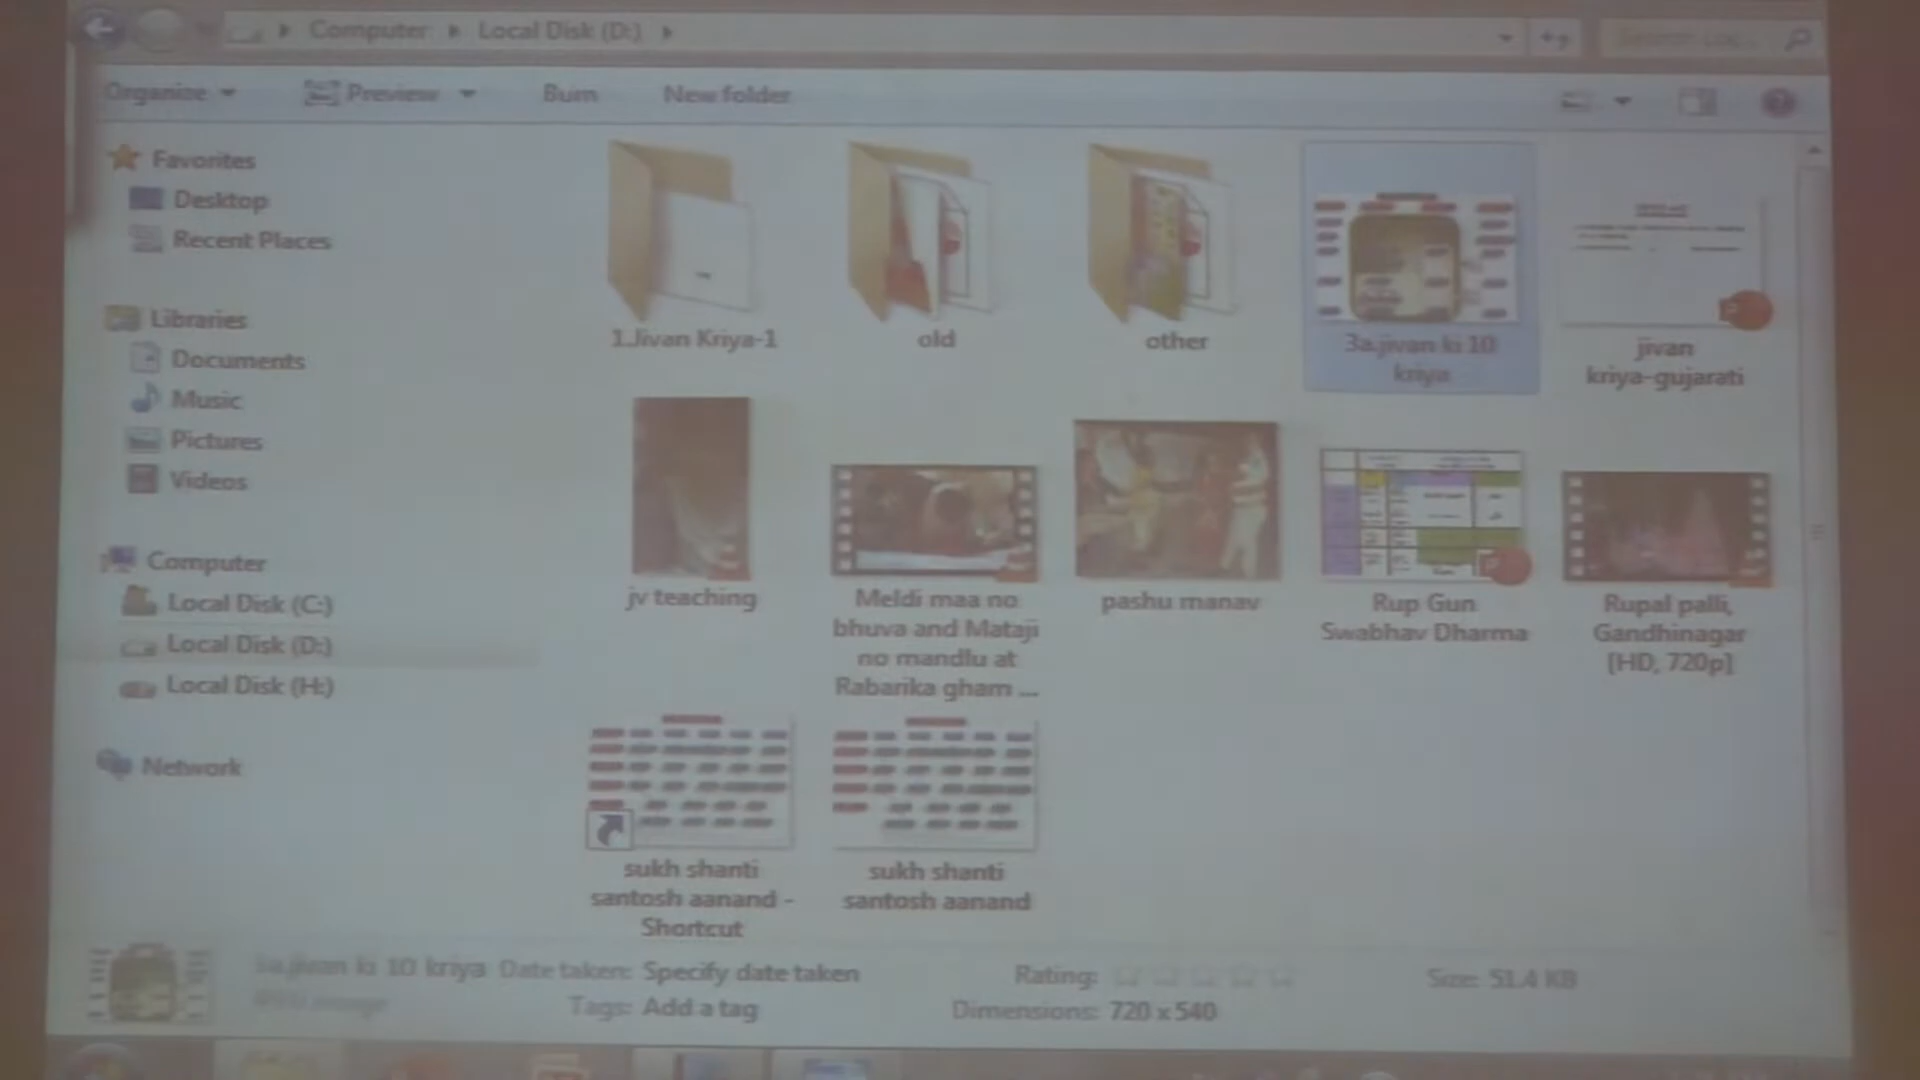 Computer
Local Disk (D:)
Organize
Preview
Burn
New folder
Favorites
Desktop
Recent Places
Libraries
Documents
Music
Pictures
Videos
Computer
Local Disk (C:)
Local Disk (D:)
Local Disk (H:)
Network
1.Jivan Kriya-1
old
other
3a.jivan ki 10
kriya
jivan
kriya-gujarati
jv teaching
Meldi maa no
bhuva and Mataji
no mandlu at
Rabarika gham ...
pashu manav
Rup Gun
Swabhav Dharma
Rupal palli,
Gandhinagar
[HD, 720p]
sukh shanti
santosh aanand -
Shortcut
sukh shanti
santosh aanand
3a.jivan ki 10 kriya Date taken: Specify date taken
Rating:
Size: 51.4 KB
Tags: Add a tag
Dimensions: 720 x 540